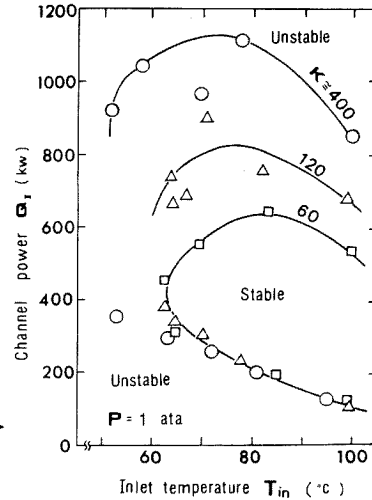 1200
1000
800
600
400
200
0
Channel power Q₁ (kw)
Unstable
K=400
120
60
Stable
Unstable
P = 1 ata
60
80
100
Inlet temperature Tin (°C)